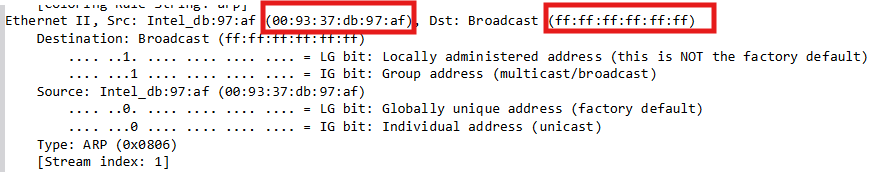 [Coloring Rule String: arp]
Ethernet II, Src: Intel_db:97:af (00:93:37:db:97:af), Dst: Broadcast (ff:ff:ff:ff:ff:ff)
Destination: Broadcast (ff:ff:ff:ff:ff:ff)
.... ..1. .... .... .... .... = LG bit: Locally administered address (this is NOT the factory default)
.... ...1 .... .... .... .... = IG bit: Group address (multicast/broadcast)
Source: Intel_db:97:af (00:93:37:db:97:af)
.... ..0. .... .... .... .... = LG bit: Globally unique address (factory default)
.... ...0 .... .... .... .... = IG bit: Individual address (unicast)
Type: ARP (0x0806)
[Stream index: 1]